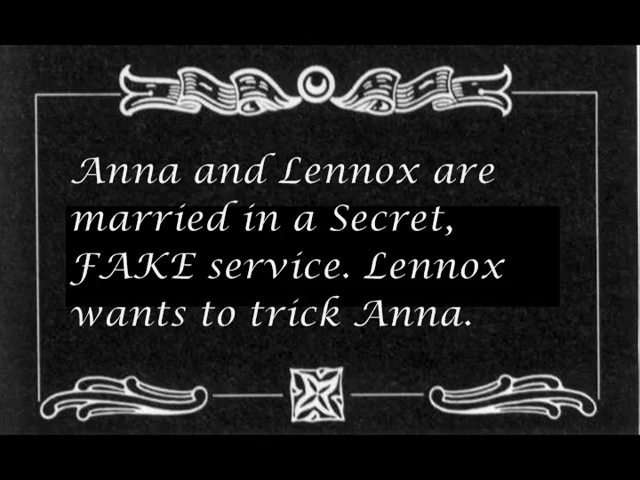 Anna and Lennox are
married in a Secret,
FAKE service. Lennox
wants to trick Anna.